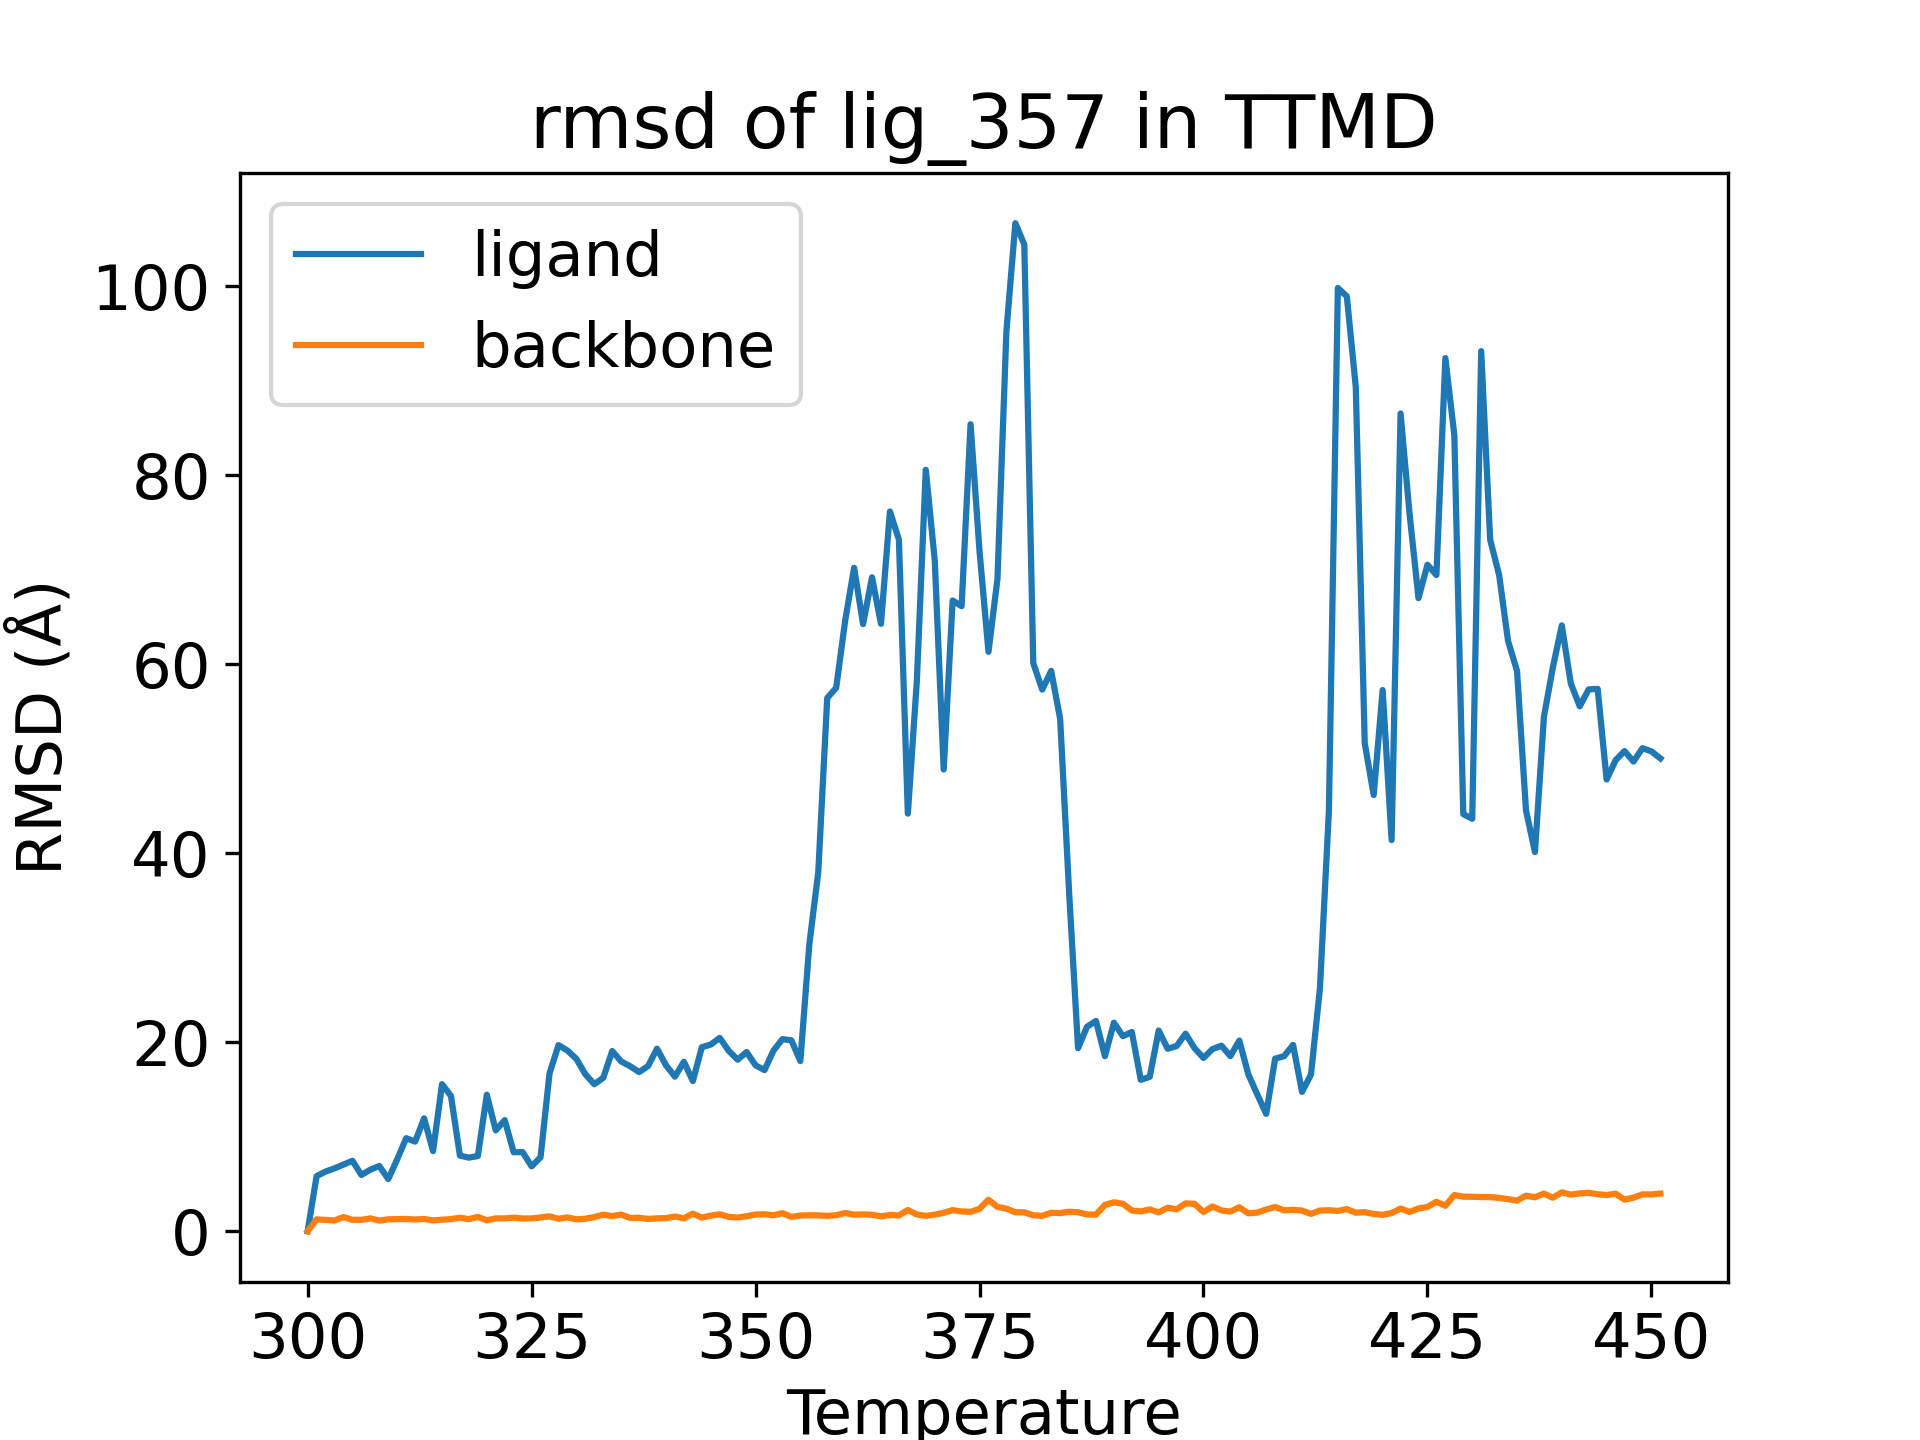 rmsd of lig_357 in TTMD
ligand
backbone
RMSD (Å)
100
80
60
40
20
0
300 325 350 375 400 425 450
Temperature